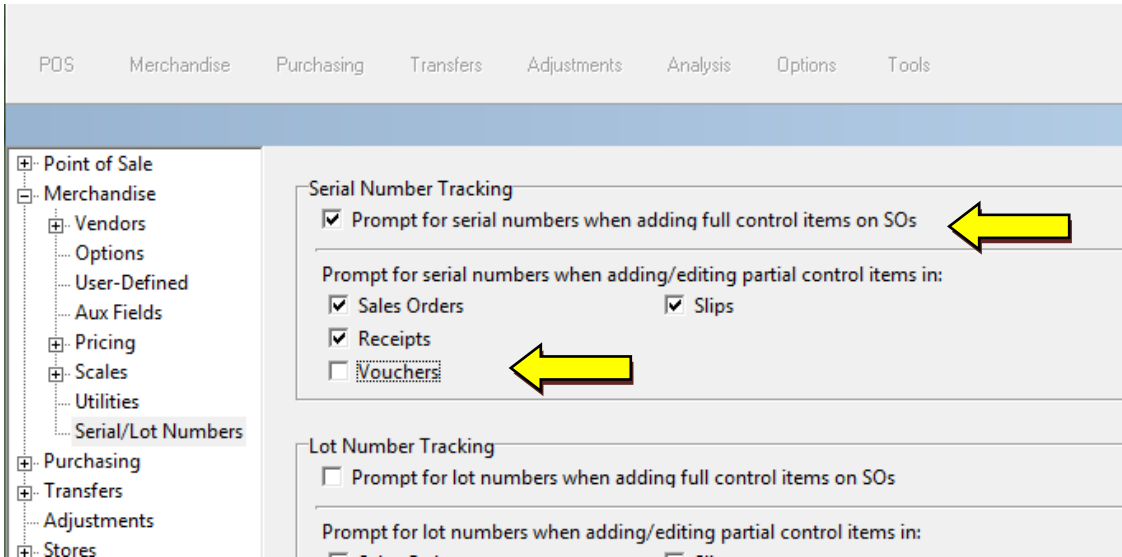 POS Merchandise Purchasing Transfers Adjustments Analysis Options Tools
Point of Sale
Merchandise
Vendors
Options
User-Defined
Aux Fields
Pricing
Scales
Utilities
Serial/Lot Numbers
Purchasing
Transfers
Adjustments
Stores
Serial Number Tracking
Prompt for serial numbers when adding full control items on SOs
Prompt for serial numbers when adding/editing partial control items in:
Sales Orders Slips
Receipts
Vouchers
Lot Number Tracking
Prompt for lot numbers when adding full control items on SOs
Prompt for lot numbers when adding/editing partial control items in: